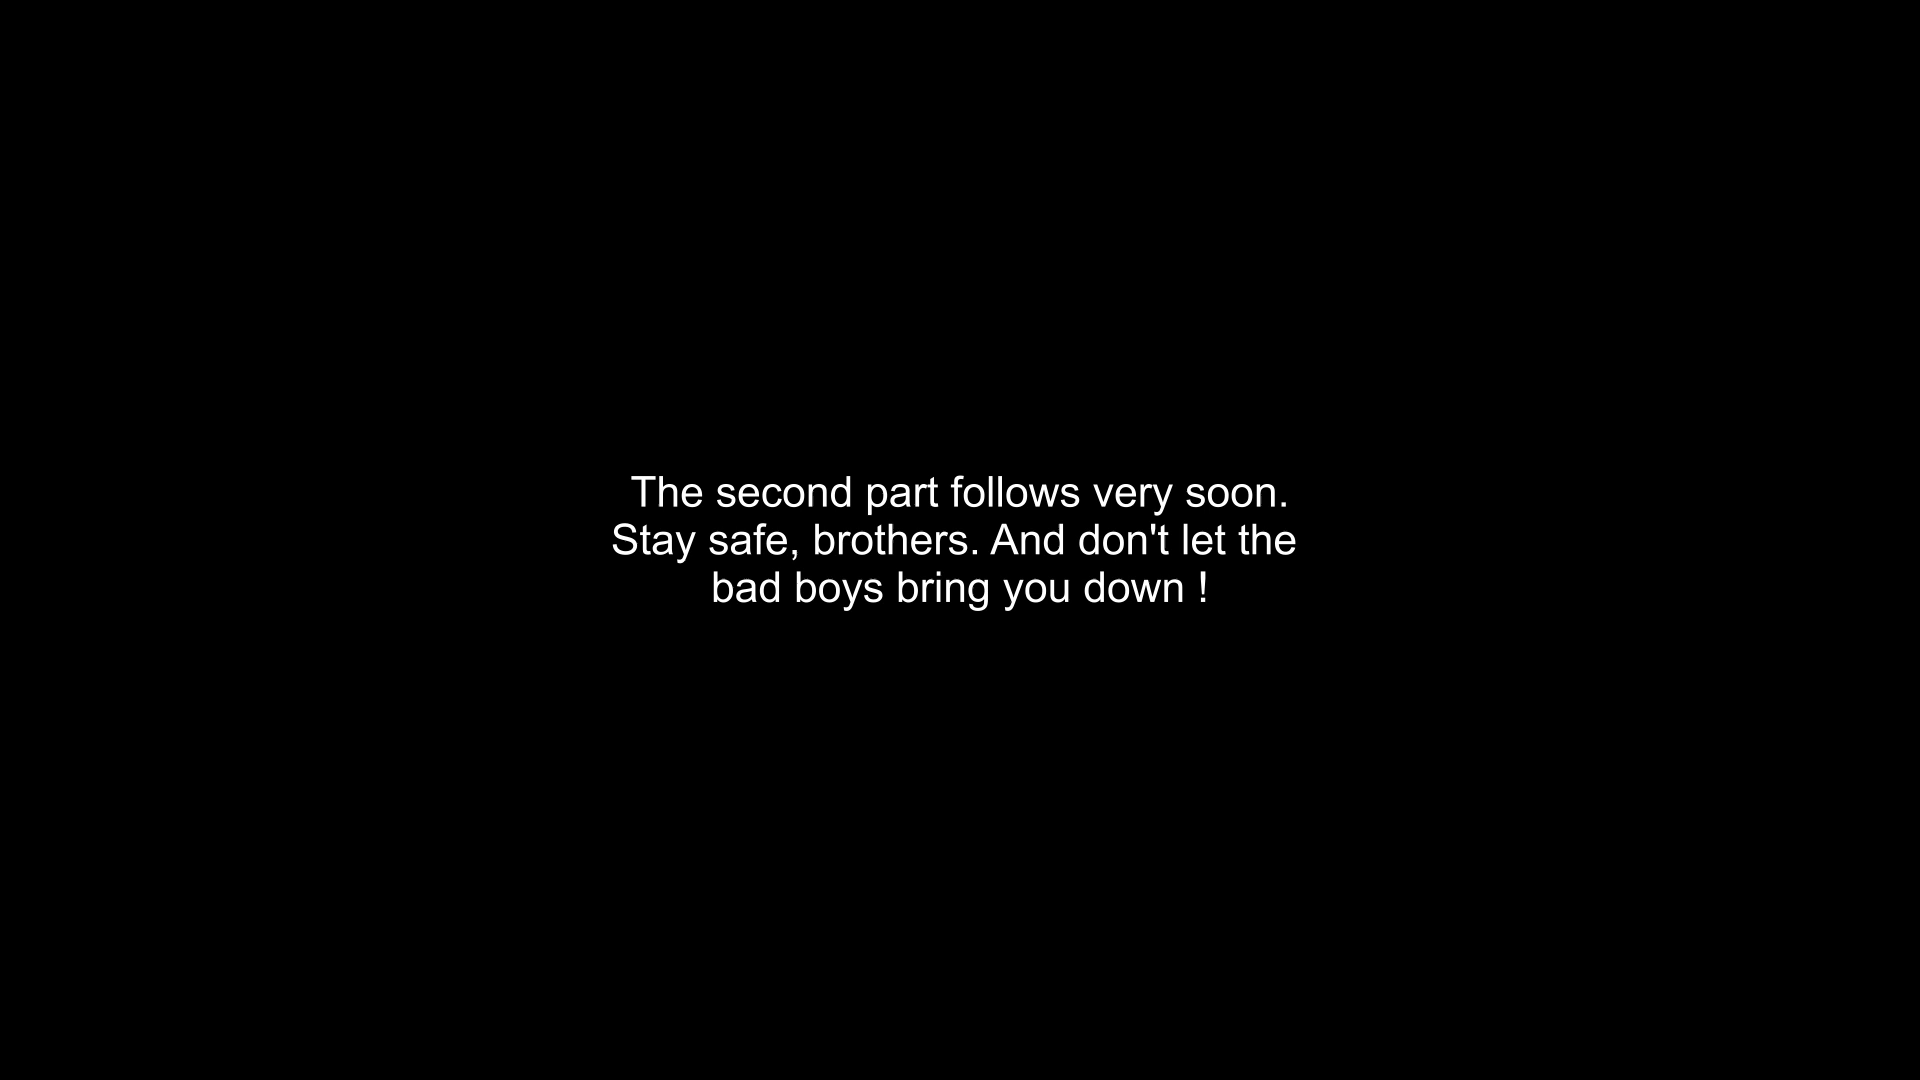 The second part follows very soon.
Stay safe, brothers. And don't let the
bad boys bring you down !